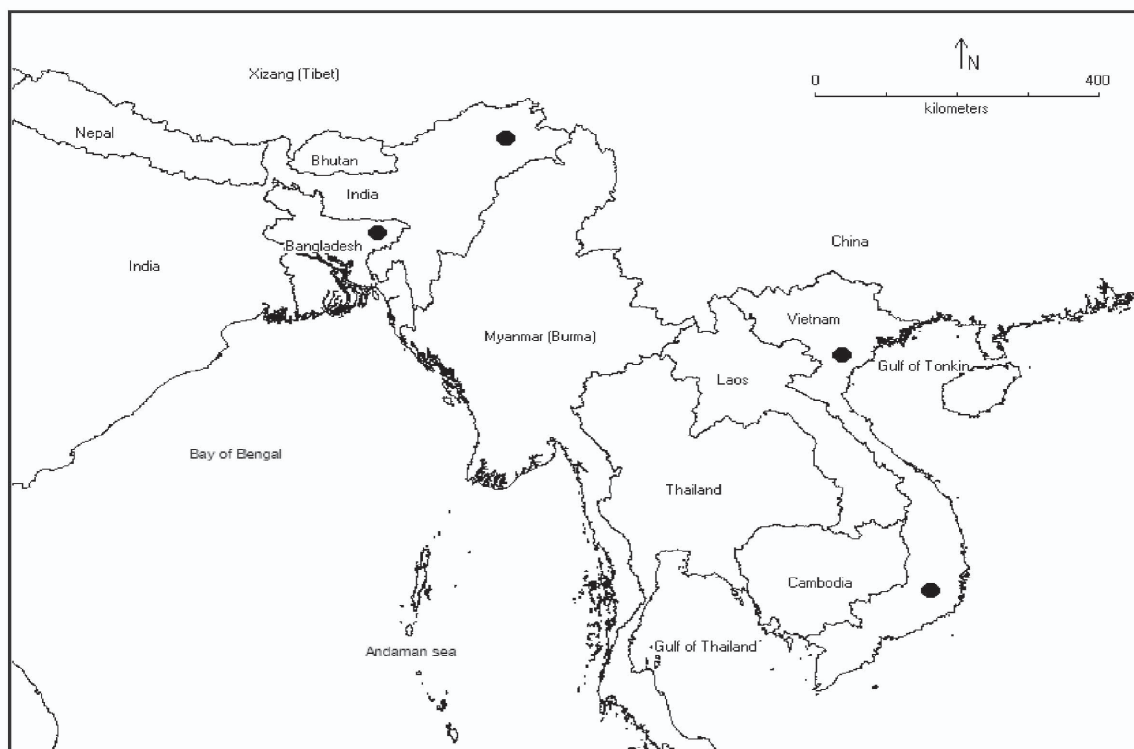 N
0 400
kilometers
Xizang (Tibet)
Nepal
Bhutan
India
China
Bangladesh
India
Vietnam
Myanmar (Burma)
Gulf of Tonkin
Laos
Bay of Bengal
Thailand
Cambodia
Andaman sea
Gulf of Thailand